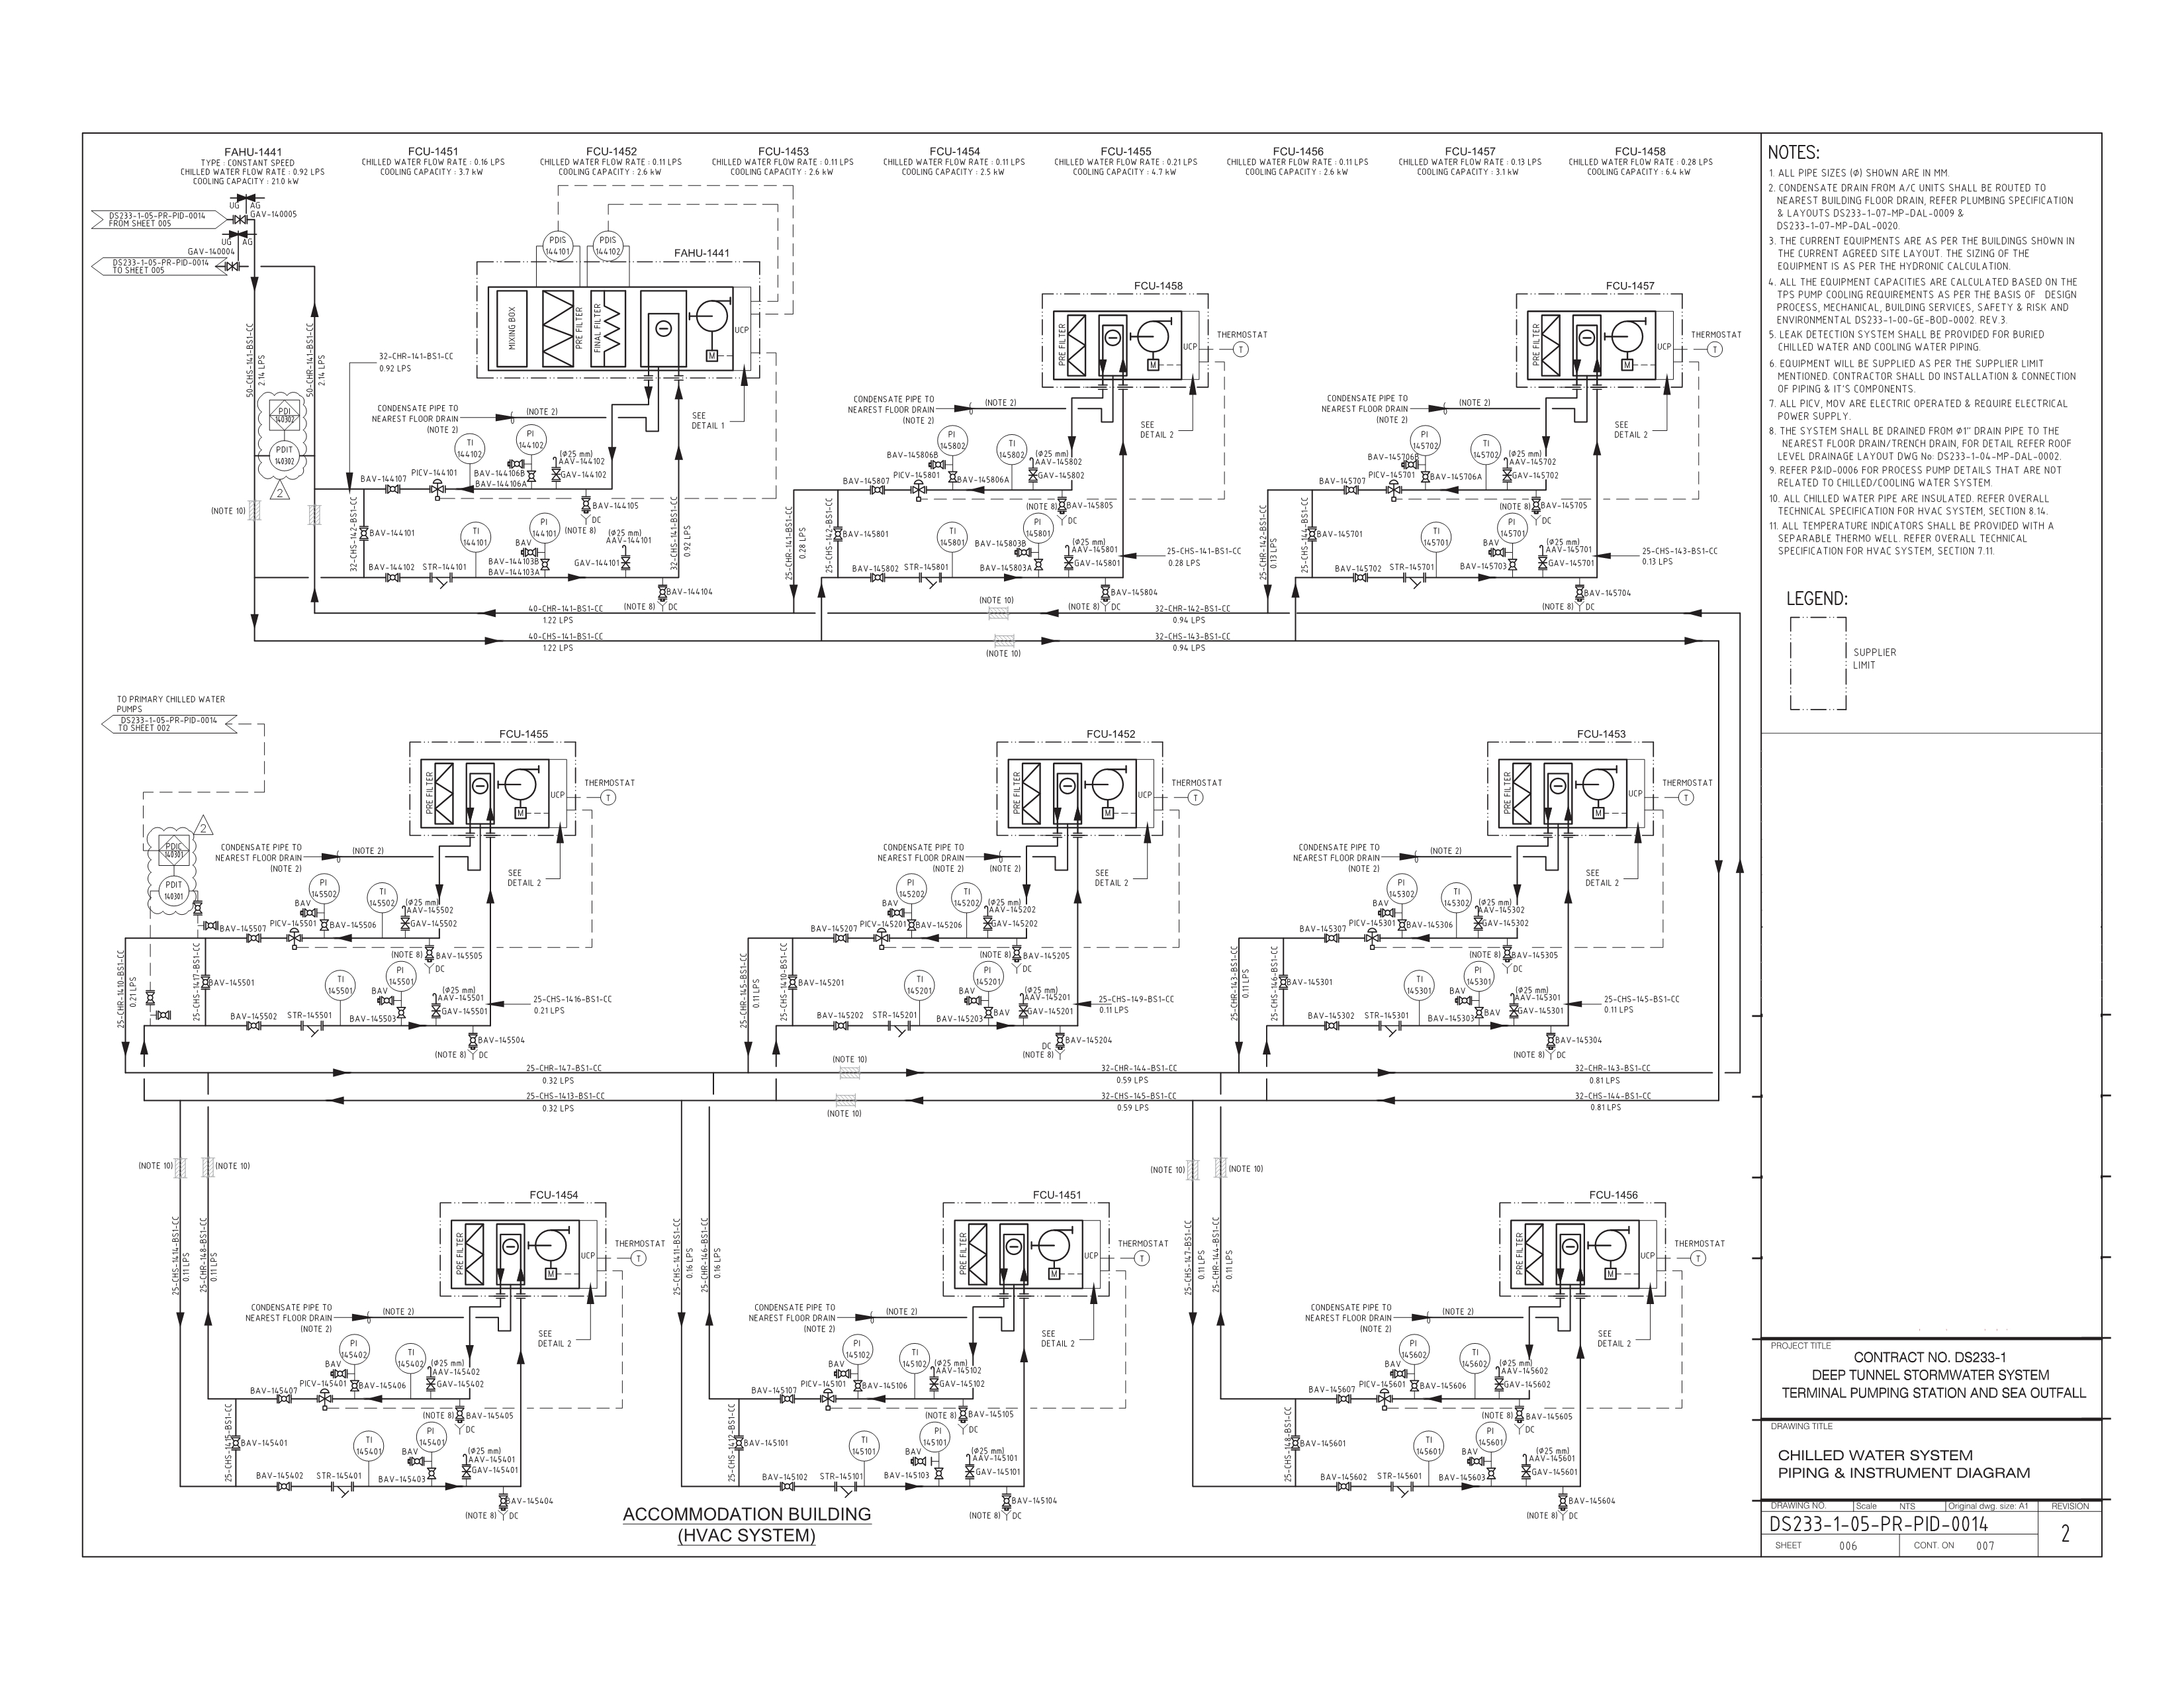 FAHU-1441
TYPE : CONSTANT SPEED
CHILLED WATER FLOW RATE : 0.92 LPS
COOLING CAPACITY : 21.0 kW
FCU-1451
CHILLED WATER FLOW RATE : 0.16 LPS
COOLING CAPACITY : 3.7 kW
FCU-1452
CHILLED WATER FLOW RATE : 0.11 LPS
COOLING CAPACITY : 2.6 kW
FCU-1453
CHILLED WATER FLOW RATE : 0.11 LPS
COOLING CAPACITY : 2.6 kW
FCU-1454
CHILLED WATER FLOW RATE : 0.11 LPS
COOLING CAPACITY : 2.5 kW
FCU-1455
CHILLED WATER FLOW RATE : 0.21 LPS
COOLING CAPACITY : 4.7 kW
FCU-1456
CHILLED WATER FLOW RATE : 0.11 LPS
COOLING CAPACITY : 2.6 kW
FCU-1457
CHILLED WATER FLOW RATE : 0.13 LPS
COOLING CAPACITY : 3.1 kW
FCU-1458
CHILLED WATER FLOW RATE : 0.28 LPS
COOLING CAPACITY : 6.4 kW
UG AG
GAV-140005
DS233-1-05-PR-PID-0014
FROM SHEET 005
UG AG
GAV-140004
DS233-1-05-PR-PID-0014
TO SHEET 005
50-CHS-141-BS1-CC
2.14 LPS
50-CHR-141-BS1-CC
2.14 LPS
PDI
140302
PDIT
140302
2
(NOTE 10)
32-CHR-141-BS1-CC
0.92 LPS
PDIS
144101
PDIS
144102
FAHU-1441
MIXING BOX
PRE FILTER
FINAL FILTER
M
UCP
SEE
DETAIL 1
CONDENSATE PIPE TO
NEAREST FLOOR DRAIN
(NOTE 2)
(NOTE 2)
TI
144102
PI
144102
(Ø25 mm)
AAV-144102
GAV-144102
BAV-144107
PICV-144101
BAV-144106B
BAV-144106A
BAV-144105
DC
(NOTE 8)
32-CHS-142-BS1-CC
BAV-144101
TI
144101
PI
144101
BAV
(Ø25 mm)
AAV-144101
GAV-144101
BAV-144102
STR-144101
BAV-144103B
BAV-144103A
32-CHS-141-BS1-CC
0.92 LPS
BAV-144104
(NOTE 8) DC
FCU-1458
PRE FILTER
M
UCP
THERMOSTAT
T
SEE
DETAIL 2
CONDENSATE PIPE TO
NEAREST FLOOR DRAIN
(NOTE 2)
(NOTE 2)
PI
145802
TI
145802
BAV-145806B
(Ø25 mm)
AAV-145802
GAV-145802
BAV-145807
PICV-145801
BAV-145806A
(NOTE 8)
BAV-145805
DC
25-CHR-141-BS1-CC
0.28 LPS
25-CHS-142-BS1-CC
BAV-145801
TI
145801
PI
145801
BAV-145803B
(Ø25 mm)
AAV-145801
GAV-145801
BAV-145802
STR-145801
BAV-145803A
25-CHS-141-BS1-CC
0.28 LPS
BAV-145804
(NOTE 8) DC
FCU-1457
PRE FILTER
M
UCP
THERMOSTAT
T
SEE
DETAIL 2
CONDENSATE PIPE TO
NEAREST FLOOR DRAIN
(NOTE 2)
(NOTE 2)
PI
145702
TI
145702
BAV-145706B
(Ø25 mm)
AAV-145702
GAV-145702
BAV-145707
PICV-145701
BAV-145706A
(NOTE 8)
BAV-145705
DC
25-CHR-142-BS1-CC
0.13 LPS
25-CHS-144-BS1-CC
BAV-145701
TI
145701
PI
145701
BAV
(Ø25 mm)
AAV-145701
GAV-145701
BAV-145702
STR-145701
BAV-145703
25-CHS-143-BS1-CC
0.13 LPS
BAV-145704
(NOTE 8) DC
40-CHR-141-BS1-CC
1.22 LPS
(NOTE 10)
32-CHR-142-BS1-CC
0.94 LPS
40-CHS-141-BS1-CC
1.22 LPS
(NOTE 10)
32-CHS-143-BS1-CC
0.94 LPS
TO PRIMARY CHILLED WATER
PUMPS
DS233-1-05-PR-PID-0014
TO SHEET 002
2
PDIC
140301
PDIT
140301
FCU-1455
PRE FILTER
M
UCP
THERMOSTAT
T
SEE
DETAIL 2
CONDENSATE PIPE TO
NEAREST FLOOR DRAIN
(NOTE 2)
(NOTE 2)
PI
145502
TI
145502
BAV
(Ø25 mm)
AAV-145502
GAV-145502
BAV-145507
PICV-145501
BAV-145506
(NOTE 8)
BAV-145505
DC
25-CHR-1410-BS1-CC
0.21 LPS
25-CHS-1417-BS1-CC
BAV-145501
TI
145501
PI
145501
BAV
(Ø25 mm)
AAV-145501
GAV-145501
BAV-145502
STR-145501
BAV-145503
25-CHS-1416-BS1-CC
0.21 LPS
BAV-145504
(NOTE 8) DC
FCU-1452
PRE FILTER
M
UCP
THERMOSTAT
T
SEE
DETAIL 2
CONDENSATE PIPE TO
NEAREST FLOOR DRAIN
(NOTE 2)
(NOTE 2)
PI
145202
TI
145202
BAV
(Ø25 mm)
AAV-145202
GAV-145202
BAV-145207
PICV-145201
BAV-145206
(NOTE 8)
BAV-145205
DC
25-CHR-145-BS1-CC
0.11 LPS
25-CHS-1410-BS1-CC
BAV-145201
TI
145201
PI
145201
BAV
(Ø25 mm)
AAV-145201
GAV-145201
BAV-145202
STR-145201
BAV-145203
BAV
25-CHS-149-BS1-CC
0.11 LPS
BAV-145204
DC
(NOTE 8)
FCU-1453
PRE FILTER
M
UCP
THERMOSTAT
T
SEE
DETAIL 2
CONDENSATE PIPE TO
NEAREST FLOOR DRAIN
(NOTE 2)
(NOTE 2)
PI
145302
TI
145302
BAV
(Ø25 mm)
AAV-145302
GAV-145302
BAV-145307
PICV-145301
BAV-145306
(NOTE 8)
BAV-145305
DC
25-CHR-143-BS1-CC
0.11 LPS
25-CHS-146-BS1-CC
BAV-145301
TI
145301
PI
145301
BAV
(Ø25 mm)
AAV-145301
GAV-145301
BAV-145302
STR-145301
BAV-145303
BAV
25-CHS-145-BS1-CC
0.11 LPS
BAV-145304
(NOTE 8) DC
25-CHR-147-BS1-CC
0.32 LPS
(NOTE 10)
32-CHR-144-BS1-CC
0.59 LPS
32-CHR-143-BS1-CC
0.81 LPS
25-CHS-1413-BS1-CC
0.32 LPS
(NOTE 10)
32-CHS-145-BS1-CC
0.59 LPS
32-CHS-144-BS1-CC
0.81 LPS
(NOTE 10)
(NOTE 10)
(NOTE 10)
(NOTE 10)
FCU-1454
PRE FILTER
M
UCP
THERMOSTAT
T
SEE
DETAIL 2
CONDENSATE PIPE TO
NEAREST FLOOR DRAIN
(NOTE 2)
(NOTE 2)
25-CHS-1414-BS1-CC
0.11 LPS
25-CHR-148-BS1-CC
0.11 LPS
PI
145402
TI
145402
BAV
(Ø25 mm)
AAV-145402
GAV-145402
BAV-145407
PICV-145401
BAV-145406
(NOTE 8)
BAV-145405
DC
25-CHS-1415-BS1-CC
BAV-145401
TI
145401
PI
145401
BAV
(Ø25 mm)
AAV-145401
GAV-145401
BAV-145402
STR-145401
BAV-145403
BAV-145404
(NOTE 8) DC
FCU-1451
PRE FILTER
M
UCP
THERMOSTAT
T
SEE
DETAIL 2
CONDENSATE PIPE TO
NEAREST FLOOR DRAIN
(NOTE 2)
(NOTE 2)
25-CHS-1411-BS1-CC
0.16 LPS
25-CHR-146-BS1-CC
0.16 LPS
PI
145102
TI
145102
BAV
(Ø25 mm)
AAV-145102
GAV-145102
BAV-145107
PICV-145101
BAV-145106
(NOTE 8)
BAV-145105
DC
25-CHS-1412-BS1-CC
BAV-145101
TI
145101
PI
145101
BAV
(Ø25 mm)
AAV-145101
GAV-145101
BAV-145102
STR-145101
BAV-145103
BAV-145104
(NOTE 8) DC
FCU-1456
PRE FILTER
M
UCP
THERMOSTAT
T
SEE
DETAIL 2
CONDENSATE PIPE TO
NEAREST FLOOR DRAIN
(NOTE 2)
(NOTE 2)
25-CHS-147-BS1-CC
0.11 LPS
25-CHR-144-BS1-CC
0.11 LPS
PI
145602
TI
145602
BAV
(Ø25 mm)
AAV-145602
GAV-145602
BAV-145607
PICV-145601
BAV-145606
(NOTE 8)
BAV-145605
DC
25-CHS-148-BS1-CC
BAV-145601
TI
145601
PI
145601
BAV
(Ø25 mm)
AAV-145601
GAV-145601
BAV-145602
STR-145601
BAV-145603
BAV-145604
(NOTE 8) DC
ACCOMMODATION BUILDING
(HVAC SYSTEM)
NOTES:
1. ALL PIPE SIZES (Ø) SHOWN ARE IN MM.
2. CONDENSATE DRAIN FROM A/C UNITS SHALL BE ROUTED TO
NEAREST BUILDING FLOOR DRAIN, REFER PLUMBING SPECIFICATION
& LAYOUTS DS233-1-07-MP-DAL-0009 &
DS233-1-07-MP-DAL-0020.
3. THE CURRENT EQUIPMENTS ARE AS PER THE BUILDINGS SHOWN IN
THE CURRENT AGREED SITE LAYOUT. THE SIZING OF THE
EQUIPMENT IS AS PER THE HYDRONIC CALCULATION.
4. ALL THE EQUIPMENT CAPACITIES ARE CALCULATED BASED ON THE
TPS PUMP COOLING REQUIREMENTS AS PER THE BASIS OF DESIGN
PROCESS, MECHANICAL, BUILDING SERVICES, SAFETY & RISK AND
ENVIRONMENTAL DS233-1-00-GE-BOD-0002. REV.3.
5. LEAK DETECTION SYSTEM SHALL BE PROVIDED FOR BURIED
CHILLED WATER AND COOLING WATER PIPING.
6. EQUIPMENT WILL BE SUPPLIED AS PER THE SUPPLIER LIMIT
MENTIONED. CONTRACTOR SHALL DO INSTALLATION & CONNECTION
OF PIPING & IT'S COMPONENTS.
7. ALL PICV, MOV ARE ELECTRIC OPERATED & REQUIRE ELECTRICAL
POWER SUPPLY.
8. THE SYSTEM SHALL BE DRAINED FROM Ø1" DRAIN PIPE TO THE
NEAREST FLOOR DRAIN/TRENCH DRAIN, FOR DETAIL REFER ROOF
LEVEL DRAINAGE LAYOUT DWG No: DS233-1-04-MP-DAL-0002.
9. REFER P&ID-0006 FOR PROCESS PUMP DETAILS THAT ARE NOT
RELATED TO CHILLED/COOLING WATER SYSTEM.
10. ALL CHILLED WATER PIPE ARE INSULATED. REFER OVERALL
TECHNICAL SPECIFICATION FOR HVAC SYSTEM, SECTION 8.14.
11. ALL TEMPERATURE INDICATORS SHALL BE PROVIDED WITH A
SEPARABLE THERMO WELL. REFER OVERALL TECHNICAL
SPECIFICATION FOR HVAC SYSTEM, SECTION 7.11.
LEGEND:
SUPPLIER
LIMIT
PROJECT TITLE
CONTRACT NO. DS233-1
DEEP TUNNEL STORMWATER SYSTEM
TERMINAL PUMPING STATION AND SEA OUTFALL
DRAWING TITLE
CHILLED WATER SYSTEM
PIPING & INSTRUMENT DIAGRAM
DRAWING NO. Scale NTS Original dwg. size: A1 REVISION
DS233-1-05-PR-PID-0014 2
SHEET 006 CONT. ON 007